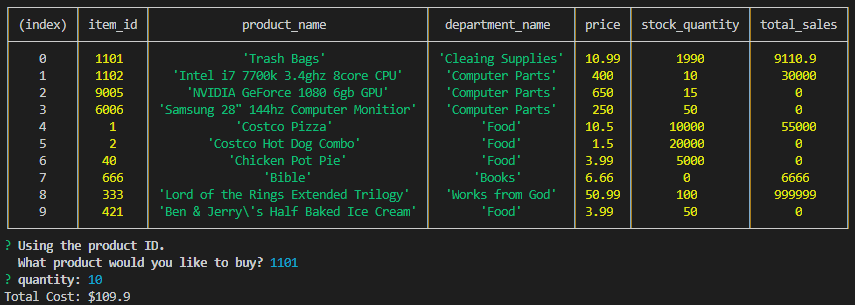 (index) item_id product_name department_name price stock_quantity total_sales
0 1101 'Trash Bags' 'Cleaing Supplies' 10.99 1990 9110.9
1 1102 'Intel i7 7700k 3.4ghz 8core CPU' 'Computer Parts' 400 10 30000
2 9005 'NVIDIA GeForce 1080 6gb GPU' 'Computer Parts' 650 15 0
3 6006 'Samsung 28" 144hz Computer Monitior' 'Computer Parts' 250 50 0
4 1 'Costco Pizza' 'Food' 10.5 10000 55000
5 2 'Costco Hot Dog Combo' 'Food' 1.5 20000 0
6 40 'Chicken Pot Pie' 'Food' 3.99 5000 0
7 666 'Bible' 'Books' 6.66 0 6666
8 333 'Lord of the Rings Extended Trilogy' 'Works from God' 50.99 100 999999
9 421 'Ben & Jerry\'s Half Baked Ice Cream' 'Food' 3.99 50 0
? Using the product ID.
What product would you like to buy? 1101
? quantity: 10
Total Cost: $109.9